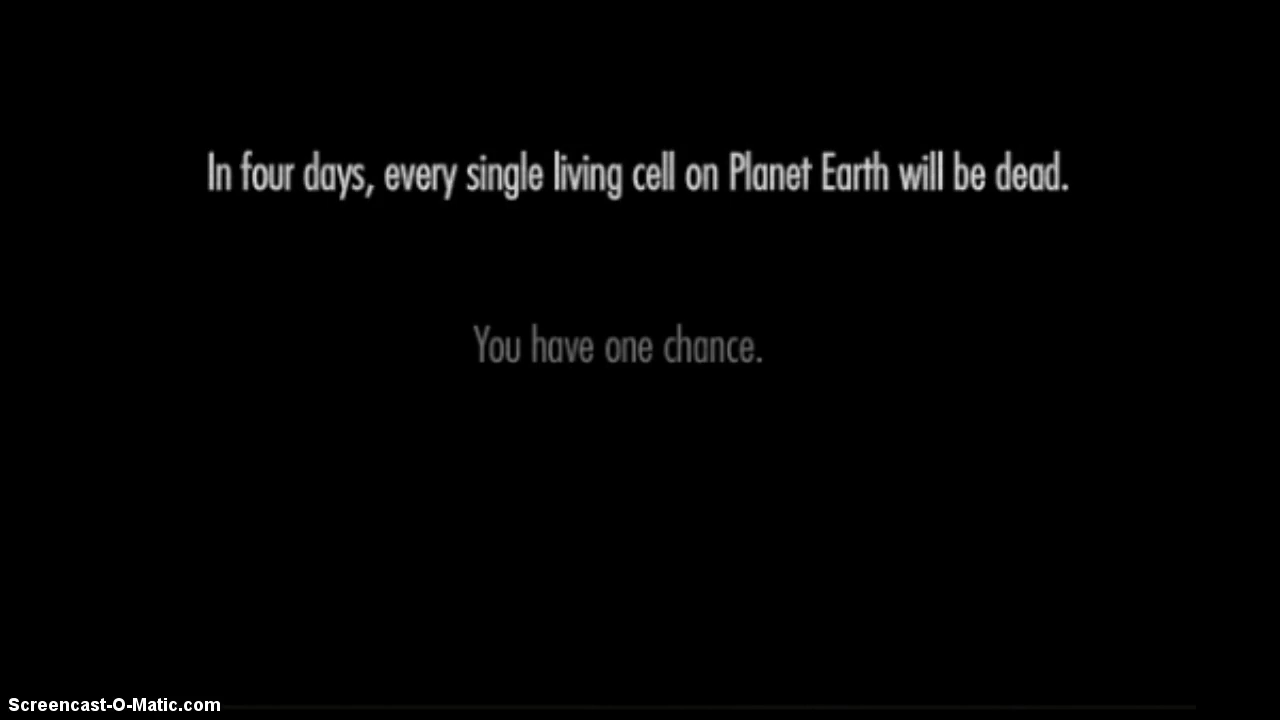 In four days, every single living cell on Planet Earth will be dead.
You have one chance.
Screencast-O-Matic.com